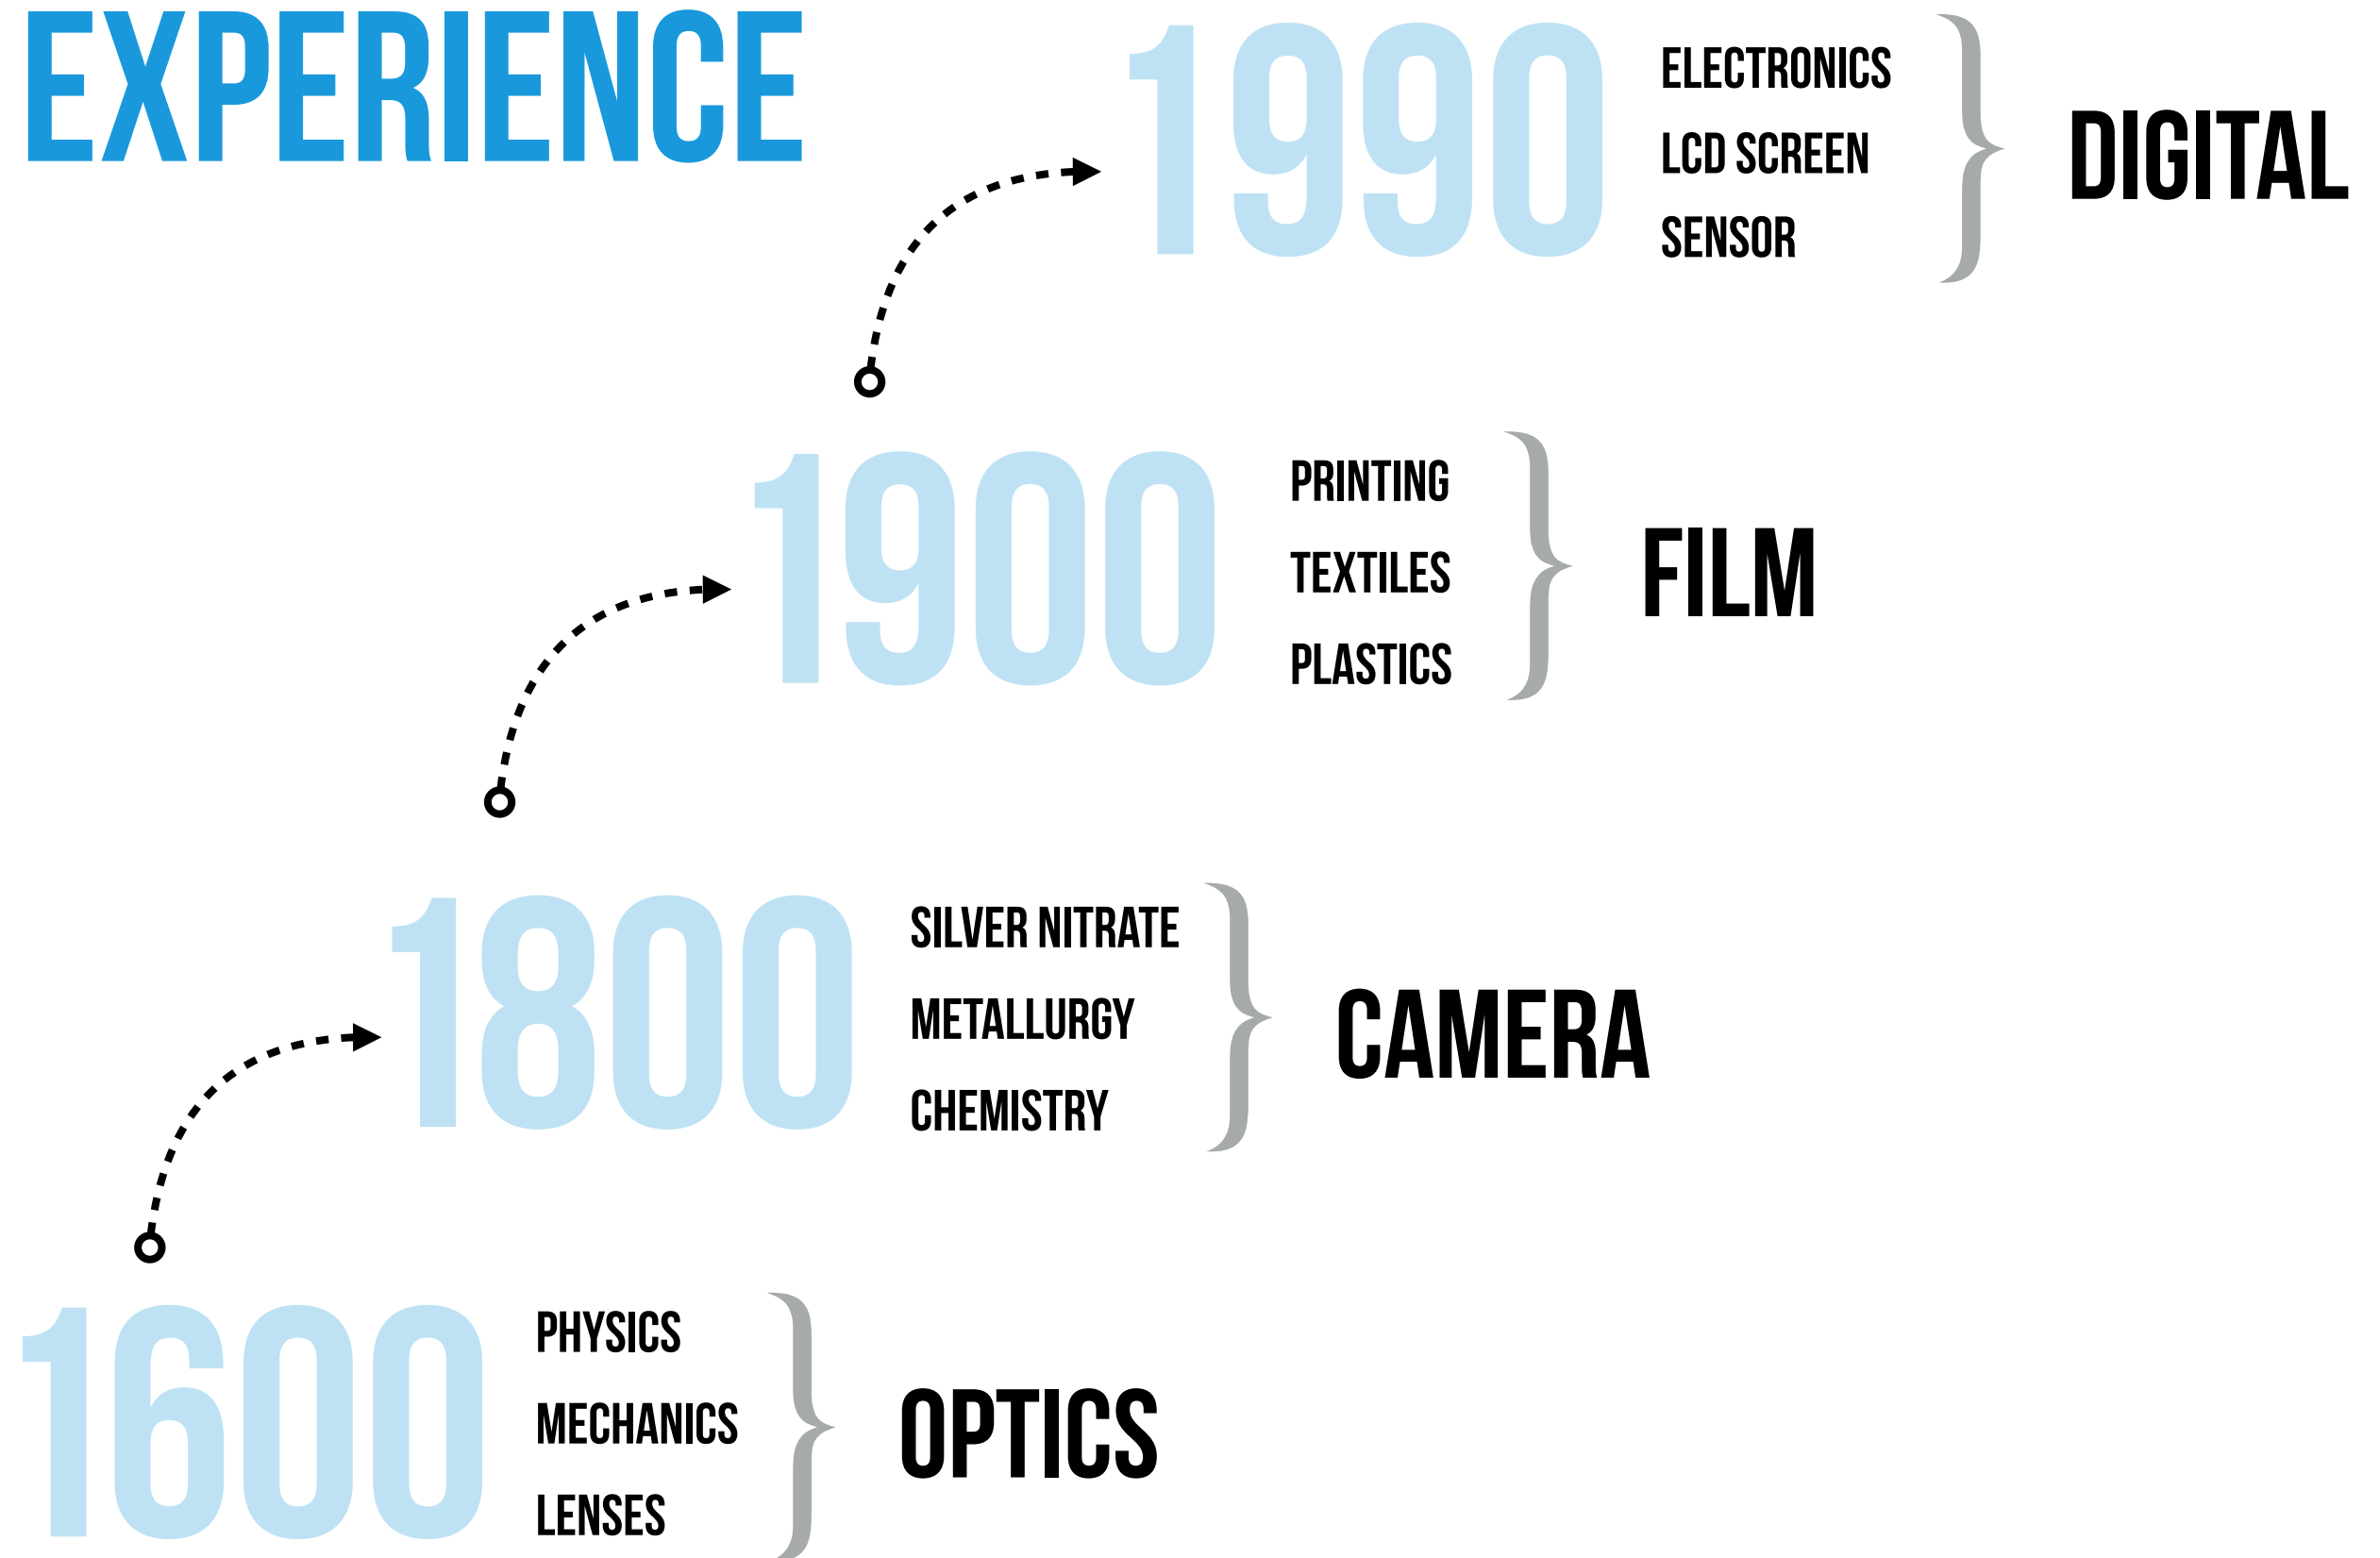 EXPERIENCE
1990
ELECTRONICS
LCD SCREEN
SENSOR
DIGITAL
1900
PRINTING
TEXTILES
PLASTICS
FILM
1800
SILVER NITRATE
METALLURGY
CHEMISTRY
CAMERA
1600
PHYSICS
MECHANICS
LENSES
OPTICS